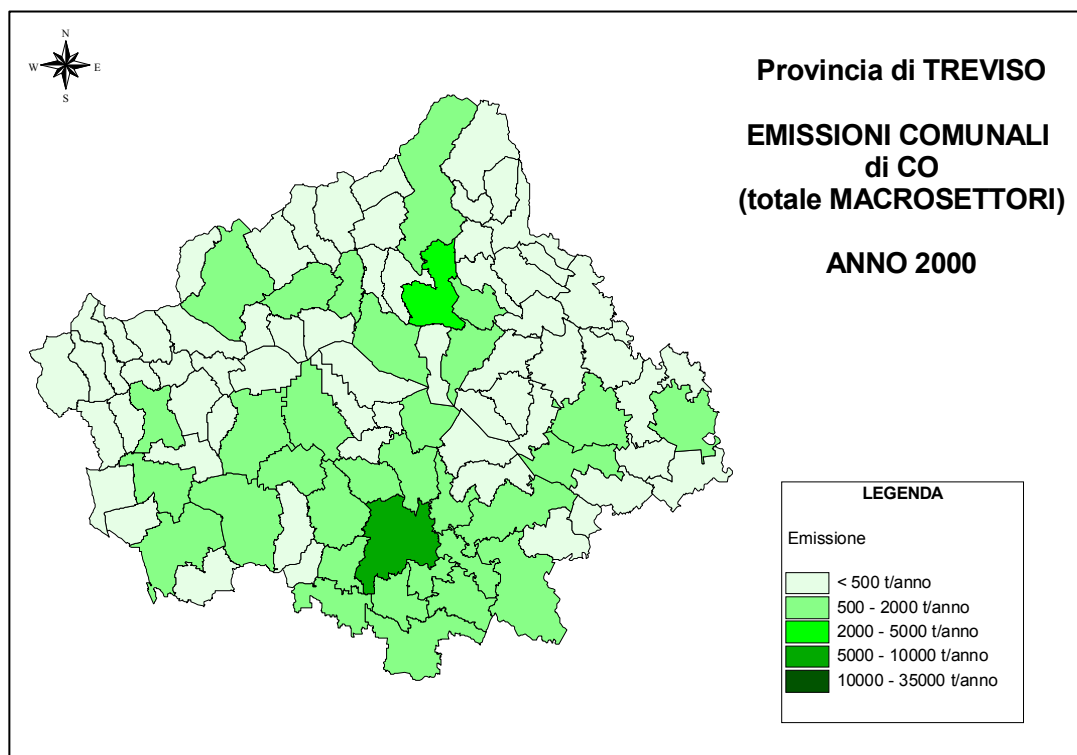 N
W E
S
Provincia di TREVISO
EMISSIONI COMUNALI
di CO
(totale MACROSETTORI)
ANNO 2000
LEGENDA
Emissione
< 500 t/anno
500 - 2000 t/anno
2000 - 5000 t/anno
5000 - 10000 t/anno
10000 - 35000 t/anno